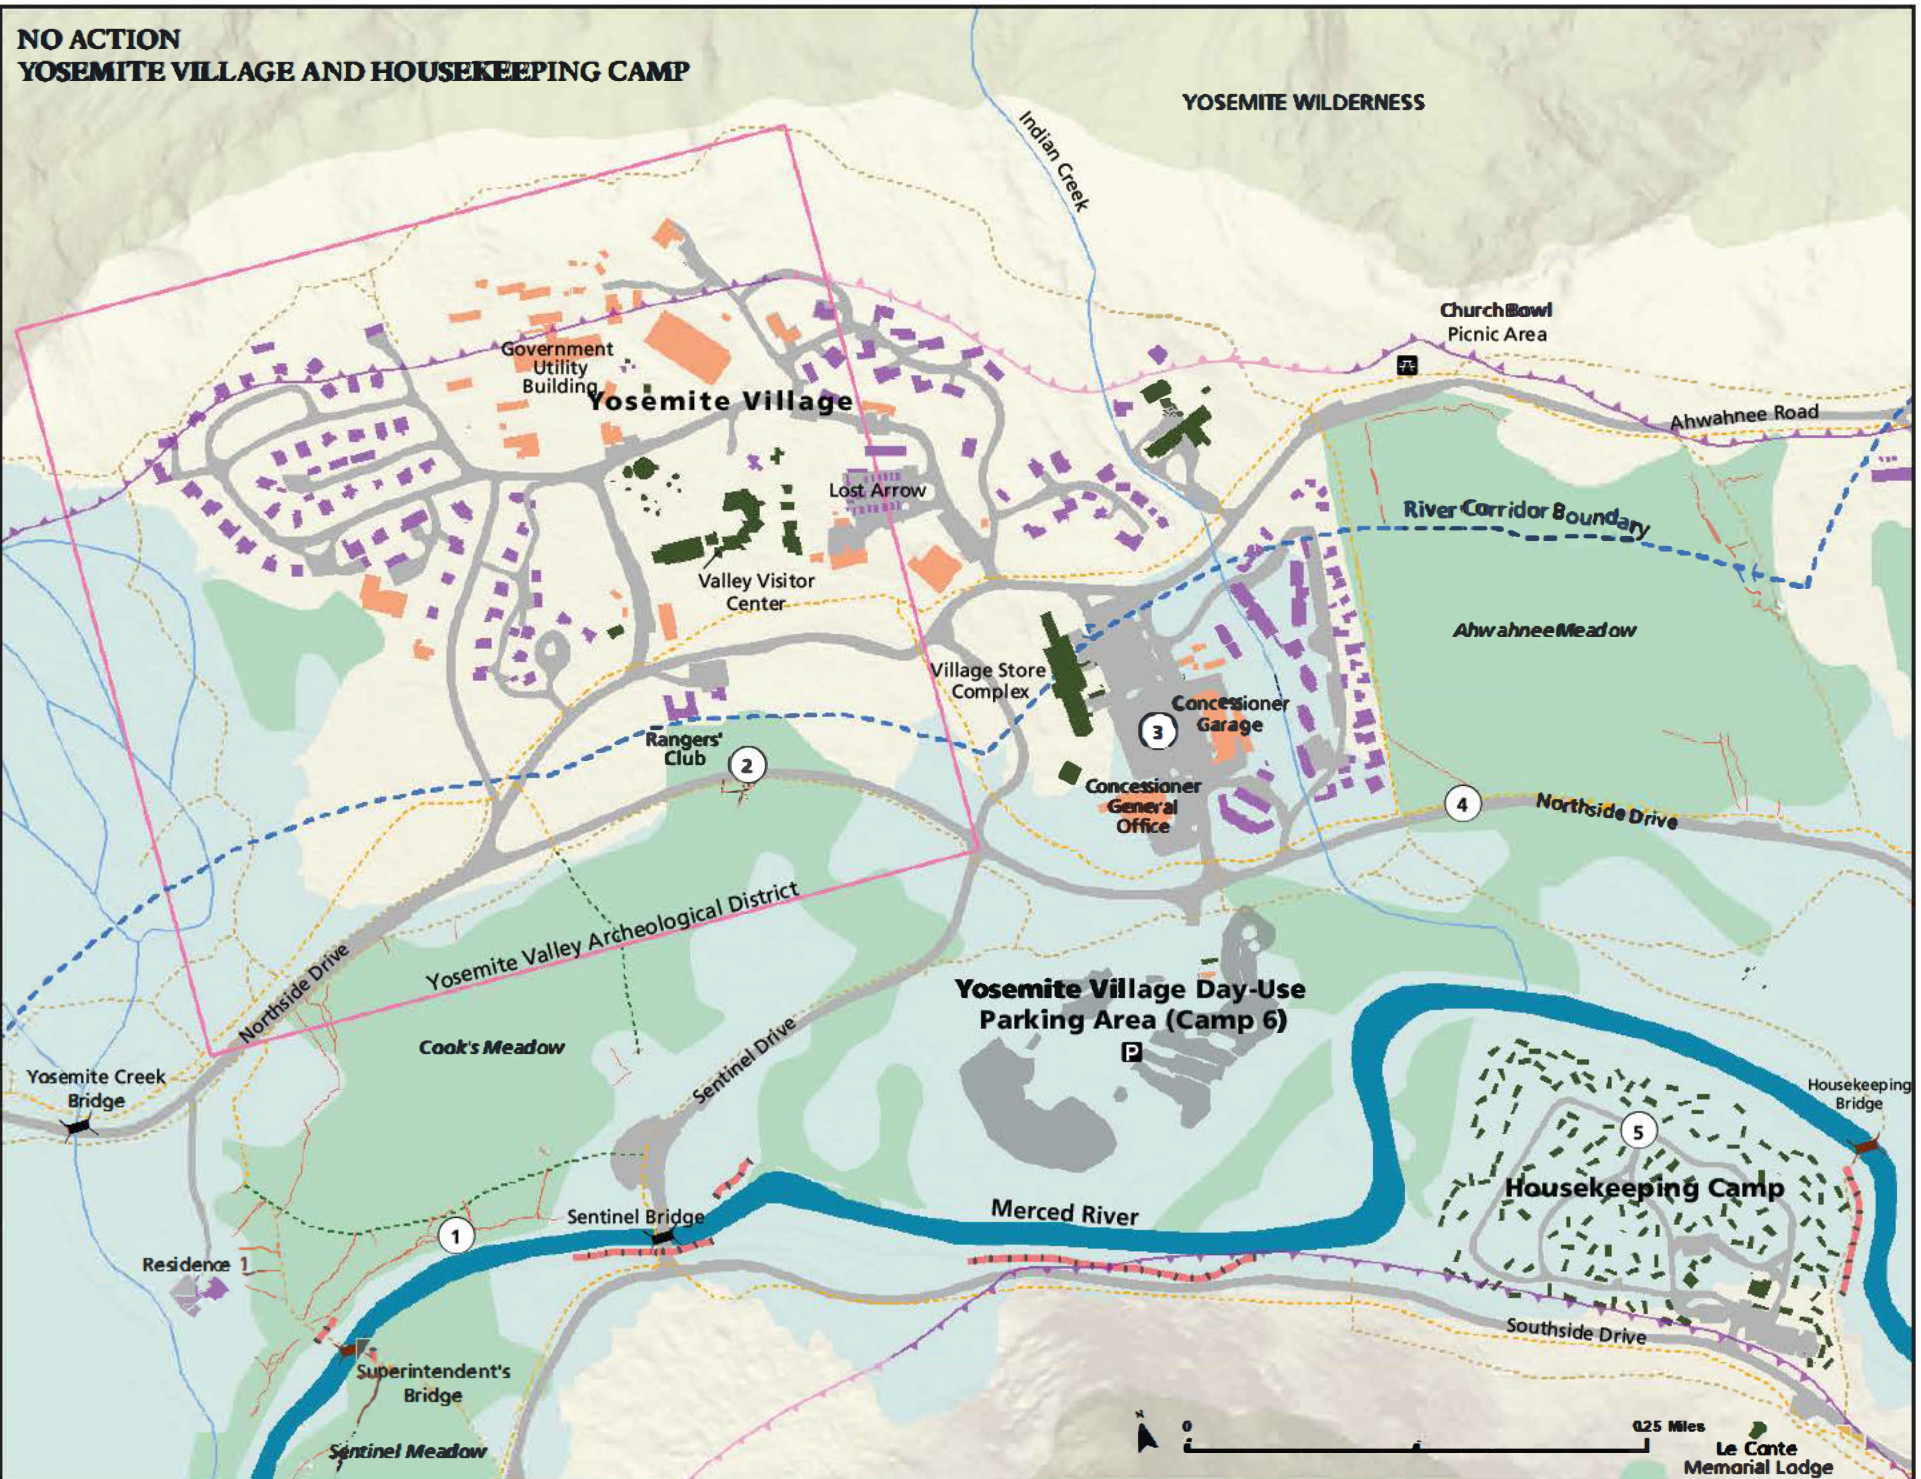 NO ACTION
YOSEMITE VILLAGE AND HOUSEKEEPING CAMP
YOSEMITE WILDERNESS
Indian Creek
Church Bowl
Picnic Area
Ahwahnee Road
Government
Utility
Building
Yosemite Village
Lost Arrow
River Corridor Boundary
Valley Visitor
Center
Ahwahnee Meadow
Village Store
Complex
Concessioner
Garage
3
Rangers'
Club
2
Concessioner
General
Office
4
Northside Drive
Yosemite Valley Archeological District
Northside Drive
Yosemite Village Day-Use
Parking Area (Camp 6)
P
Cook's Meadow
Sentinel Drive
Yosemite Creek
Bridge
Housekeeping
Bridge
5
Housekeeping Camp
Merced River
Sentinel Bridge
1
Residence 1
Southside Drive
Superintendent's
Bridge
Sentinel Meadow
N
0
0.25 Miles
Le Conte
Memorial Lodge